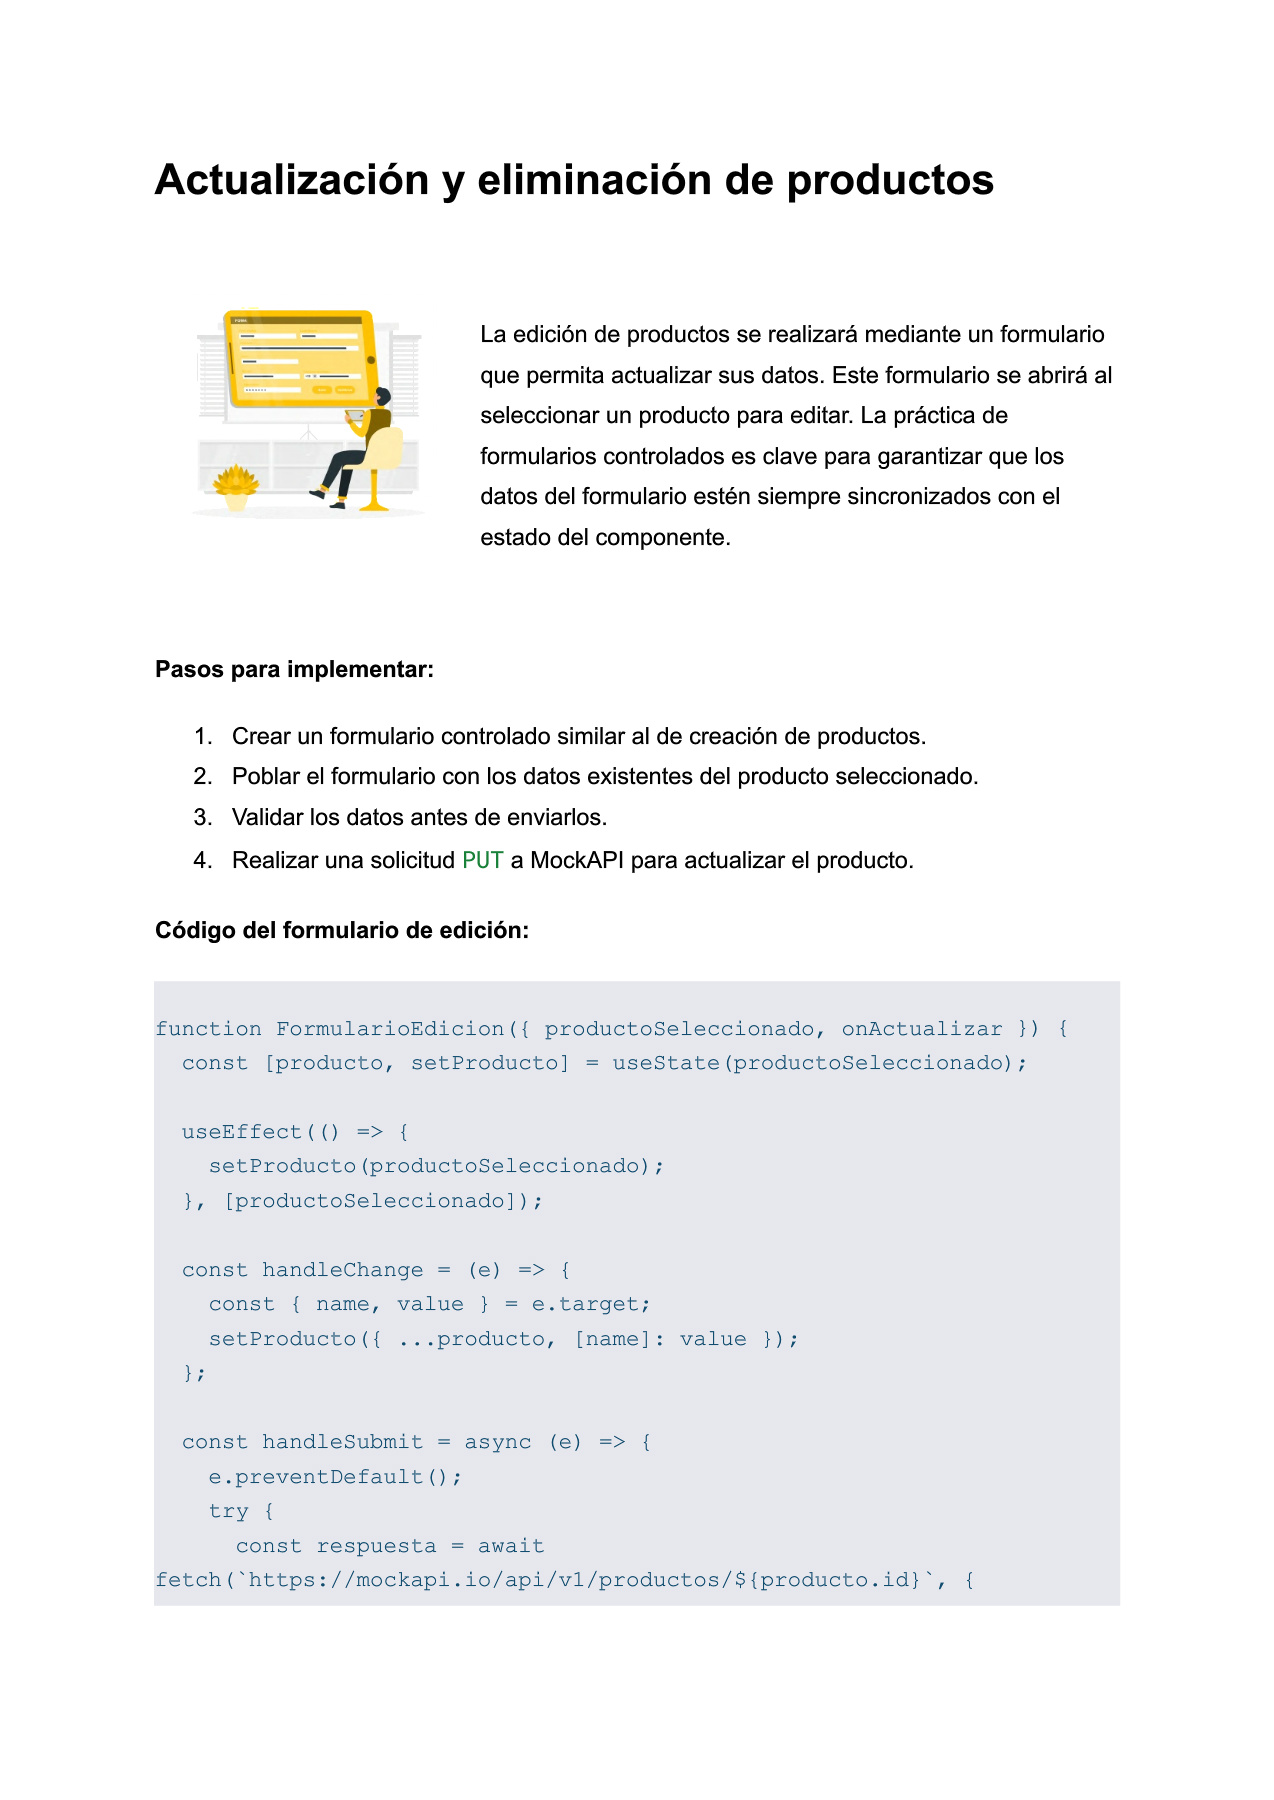 Actualización y eliminación de productos
La edición de productos se realizará mediante un formulario
que permita actualizar sus datos. Este formulario se abrirá al
seleccionar un producto para editar. La práctica de
formularios controlados es clave para garantizar que los
datos del formulario estén siempre sincronizados con el
estado del componente.
Pasos para implementar:
1. Crear un formulario controlado similar al de creación de productos.
2. Poblar el formulario con los datos existentes del producto seleccionado.
3. Validar los datos antes de enviarlos.
4. Realizar una solicitud PUT a MockAPI para actualizar el producto.
Código del formulario de edición:
function FormularioEdicion({ productoSeleccionado, onActualizar }) {
  const [producto, setProducto] = useState(productoSeleccionado);
  useEffect(() => {
    setProducto(productoSeleccionado);
  }, [productoSeleccionado]);
  const handleChange = (e) => {
    const { name, value } = e.target;
    setProducto({ ...producto, [name]: value });
  };
  const handleSubmit = async (e) => {
    e.preventDefault();
    try {
      const respuesta = await
fetch(`https://mockapi.io/api/v1/productos/${producto.id}`, {